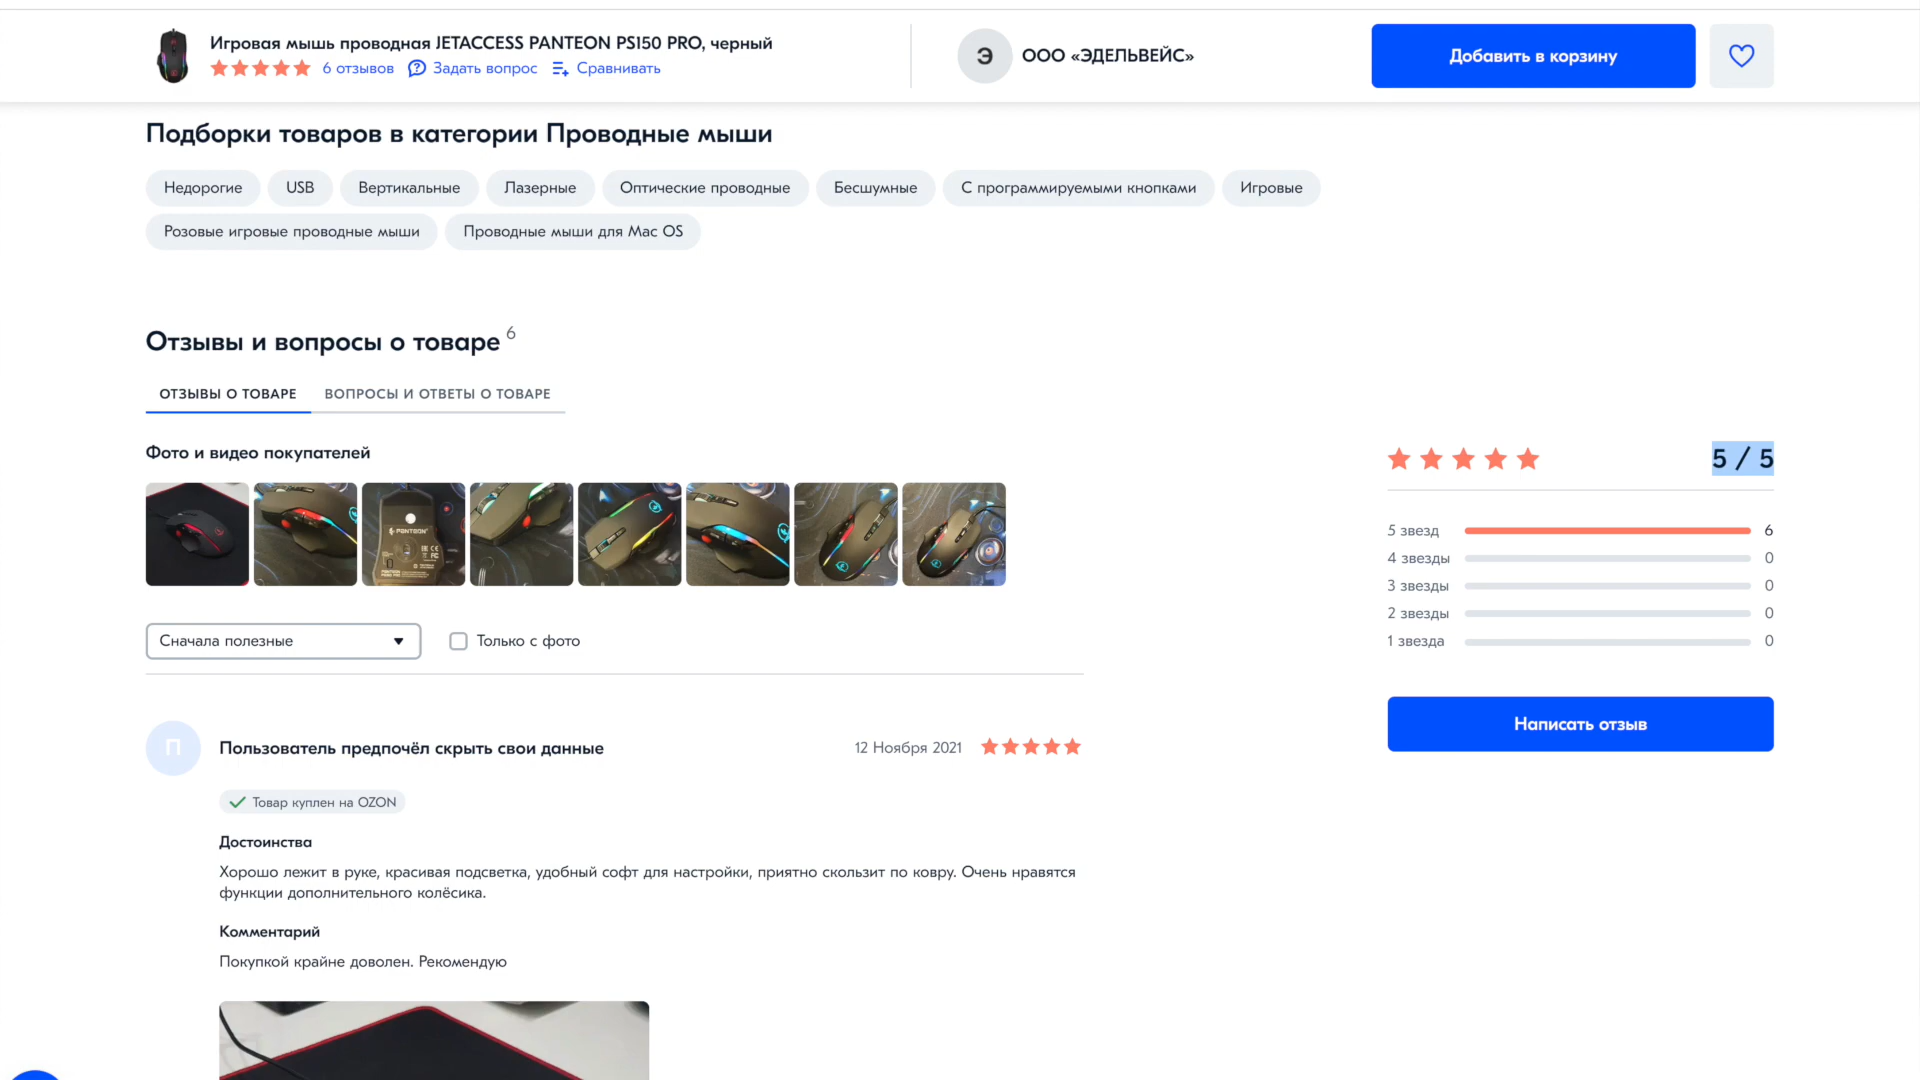 Игровая мышь проводная JETACCESS PANTEON PS150 PRO, черный
6 отзывов Задать вопрос Сравнивать
Э ООО «ЭДЕЛЬВЕЙС»
Добавить в корзину
Подборки товаров в категории Проводные мыши
Недорогие USB Вертикальные Лазерные Оптические проводные Бесшумные С программируемыми кнопками Игровые
Розовые игровые проводные мыши Проводные мыши для Mac OS
Отзывы и вопросы о товаре 6
ОТЗЫВЫ О ТОВАРЕ ВОПРОСЫ И ОТВЕТЫ О ТОВАРЕ
Фото и видео покупателей
PANTEON
Сначала полезные Только с фото
П Пользователь предпочёл скрыть свои данные 12 Ноября 2021
Товар куплен на OZON
Достоинства
Хорошо лежит в руке, красивая подсветка, удобный софт для настройки, приятно скользит по ковру. Очень нравятся
функции дополнительного колёсика.
Комментарий
Покупкой крайне доволен. Рекомендую
5 / 5
5 звезд 6
4 звезды 0
3 звезды 0
2 звезды 0
1 звезда 0
Написать отзыв